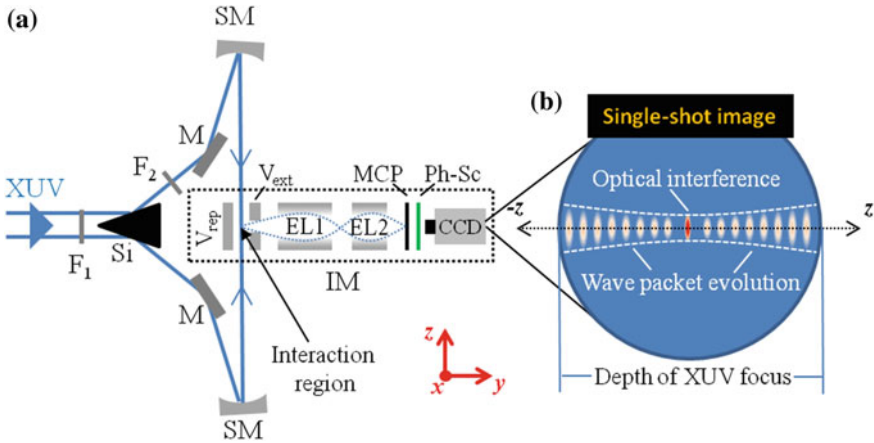 (a)
SM
M
F2
XUV
F1
Si
Vext
Vrep
EL1
EL2
MCP
Ph-Sc
CCD
IM
M
Interaction
region
SM
z
x
y
(b)
Single-shot image
Optical interference
-z
z
Wave packet evolution
Depth of XUV focus